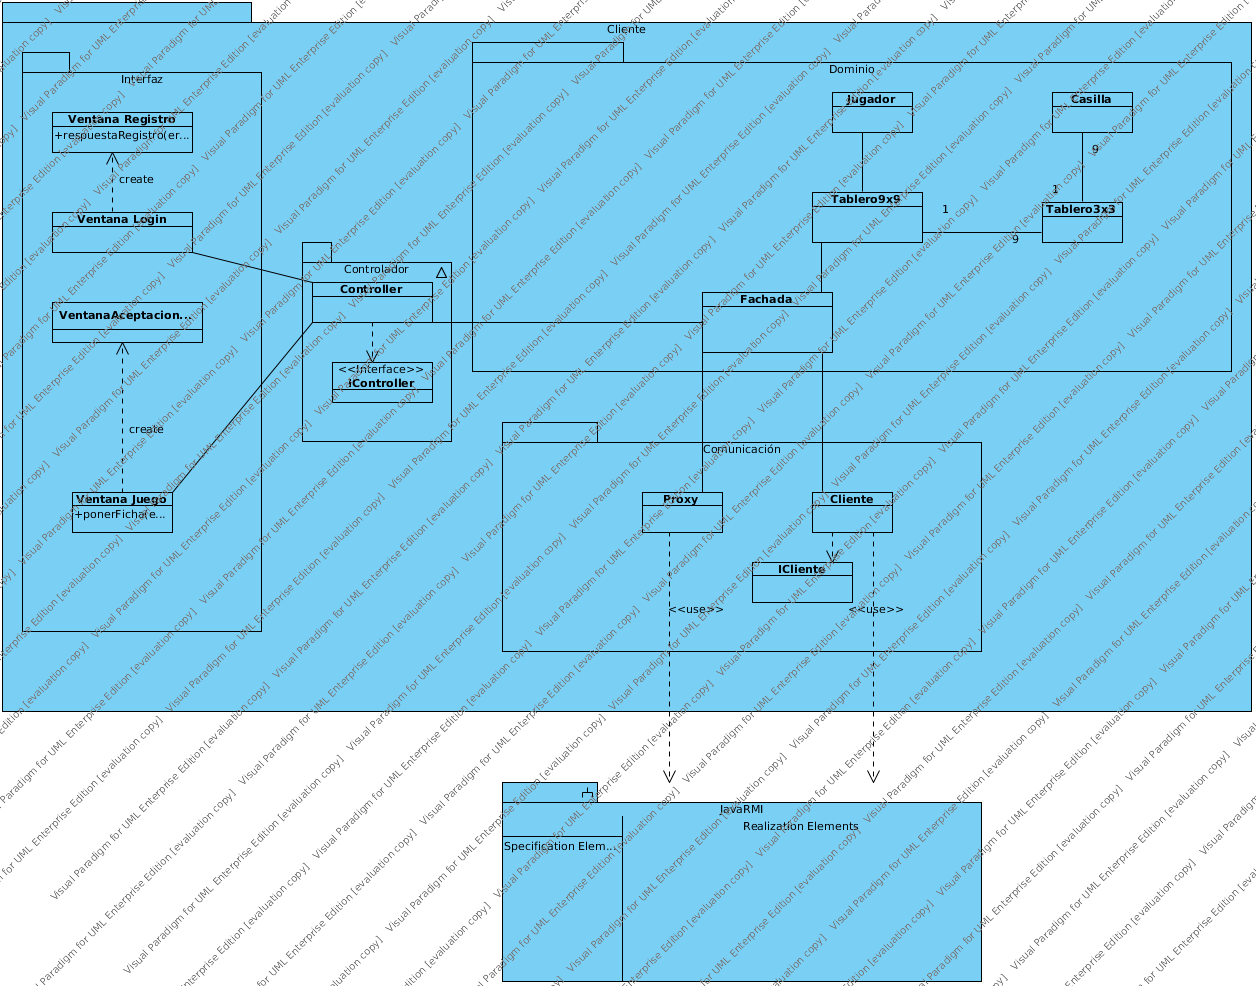 Cliente
Interfaz
Ventana Registro
+respuestaRegistro(er...
create
Ventana Login
VentanaAceptacion...
create
Ventana Juego
+ponerFicha(e...
Controlador
Controller
<<Interface>>
IController
Dominio
Jugador
Casilla
9
1
Tablero9x9
1
Tablero3x3
9
Fachada
Comunicación
Proxy
Cliente
ICliente
<<use>>
<<use>>
JavaRMI
Realization Elements
Specification Elem...
Visual Paradigm for UML Enterprise Edition [evaluation copy]